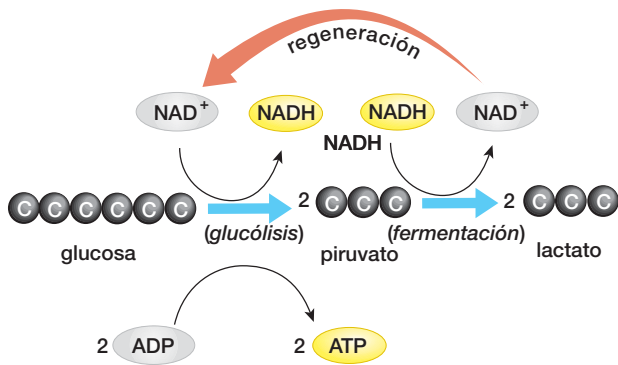 regeneración
NAD+ NADH NADH NAD+
NADH
C C C C C C 2 C C C 2 C C C
(glucólisis) (fermentación)
glucosa piruvato lactato
2 ADP 2 ATP